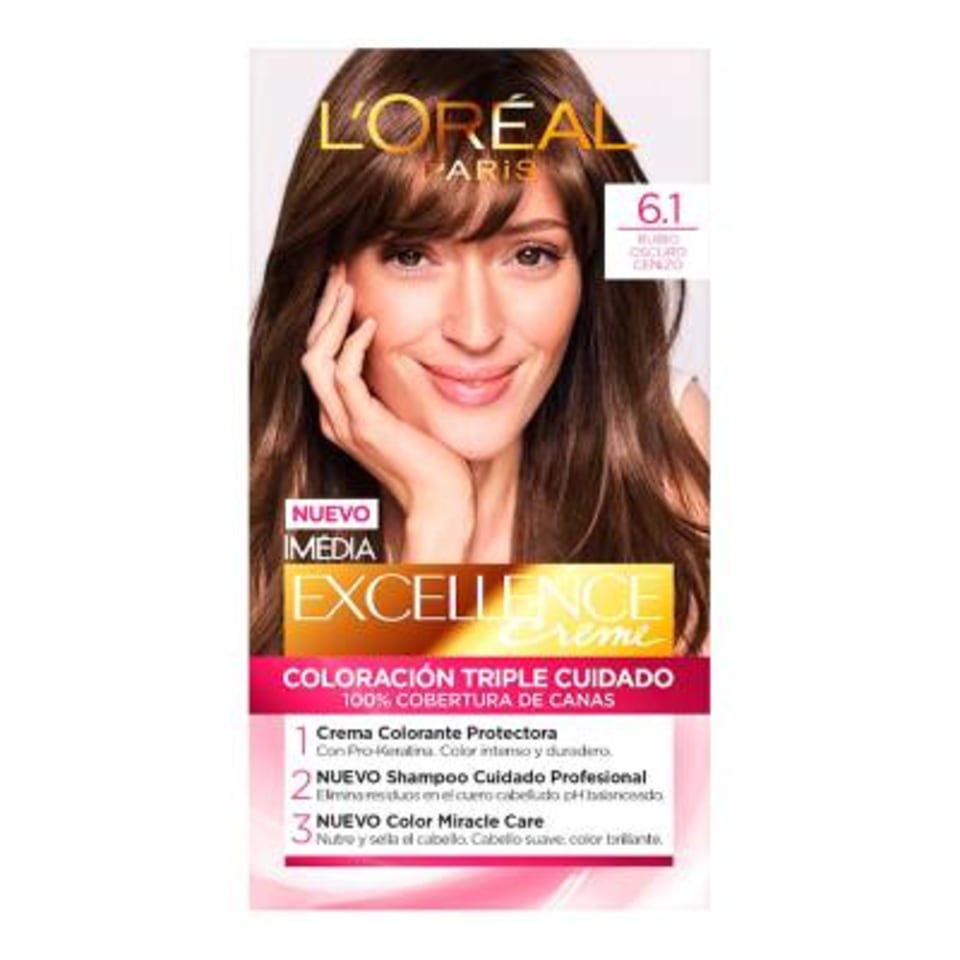 L'ORÉAL
PARiS
6.1
RUBIO
OSCURO
CENIZO
NUEVO
IMÉDIA
EXCELLENCE
Creme
COLORACIÓN TRIPLE CUIDADO
100% COBERTURA DE CANAS
1 Crema Colorante Protectora
Con Pro-Keratina. Color intenso y duradero.
2 NUEVO Shampoo Cuidado Profesional
Elimina residuos en el cuero cabelludo. pH balanceado.
3 NUEVO Color Miracle Care
Nutre y sella el cabello. Cabello suave, color brillante.